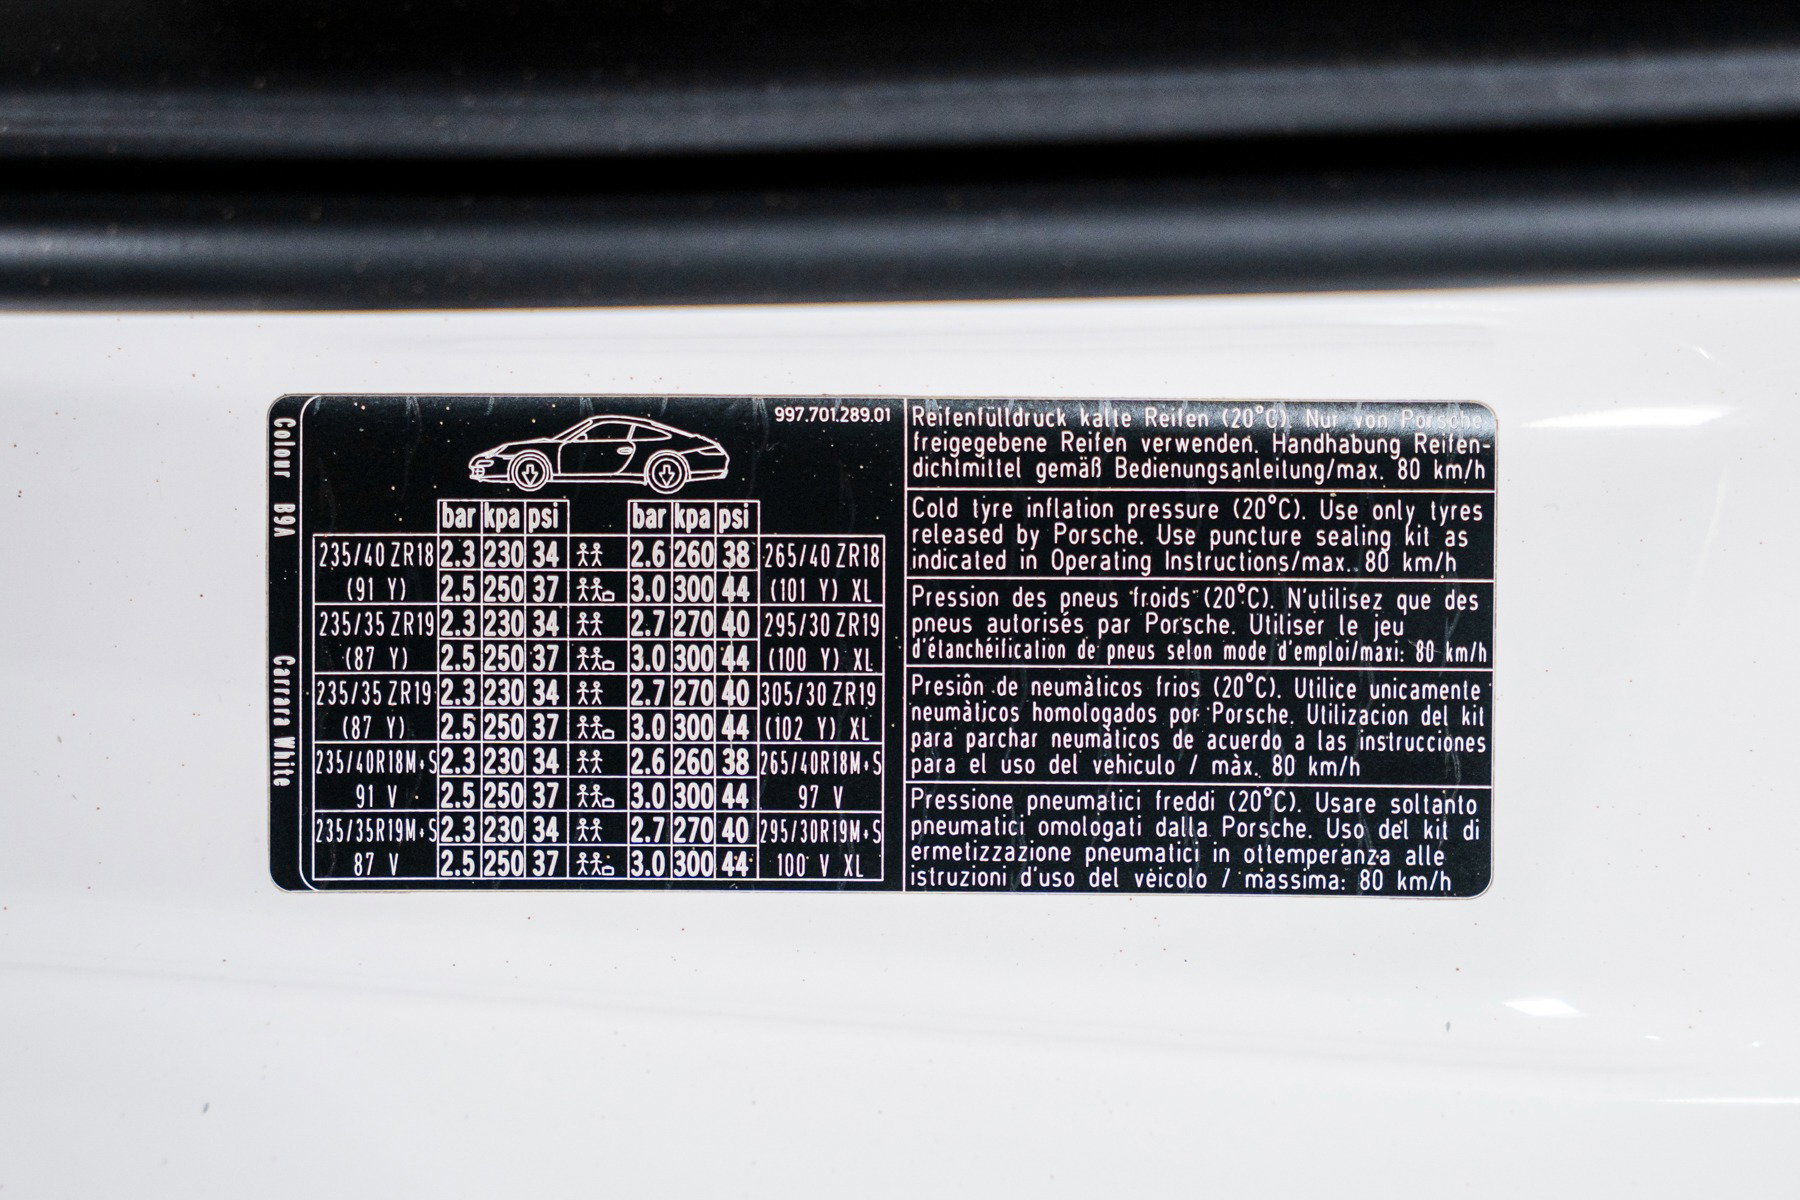 Colour B9A Carrara White
997.701.289.01
bar kpa psi bar kpa psi
235/40 ZR18 2.3 230 34 2.6 260 38 265/40 ZR18
(91 Y) 2.5 250 37 3.0 300 44 (101 Y) XL
235/35 ZR19 2.3 230 34 2.7 270 40 295/30 ZR19
(87 Y) 2.5 250 37 3.0 300 44 (100 Y) XL
235/35 ZR19 2.3 230 34 2.7 270 40 305/30 ZR19
(87 Y) 2.5 250 37 3.0 300 44 (102 Y) XL
235/40R18M+S 2.3 230 34 2.6 260 38 265/40R18M+S
91 V 2.5 250 37 3.0 300 44 97 V
235/35R19M+S 2.3 230 34 2.7 270 40 295/30R19M+S
87 V 2.5 250 37 3.0 300 44 100 V XL
Reifenfülldruck kalte Reifen (20°C). Nur von Porsche
freigegebene Reifen verwenden. Handhabung Reifen-
dichtmittel gemäß Bedienungsanleitung/max. 80 km/h
Cold tyre inflation pressure (20°C). Use only tyres
released by Porsche. Use puncture sealing kit as
indicated in Operating Instructions/max. 80 km/h
Pression des pneus froids (20°C). N'utilisez que des
pneus autorisés par Porsche. Utiliser le jeu
d'étanchéification de pneus selon mode d'emploi/maxi: 80 km/h
Presiòn de neumàticos frios (20°C). Utilice unicamente
neumàticos homologados por Porsche. Utilizacion del kit
para parchar neumàticos de acuerdo a las instrucciones
para el uso del vehiculo / màx. 80 km/h
Pressione pneumatici freddi (20°C). Usare soltanto
pneumatici omologati dalla Porsche. Uso del kit di
ermetizzazione pneumatici in ottemperanza alle
istruzioni d'uso del veicolo / massima: 80 km/h